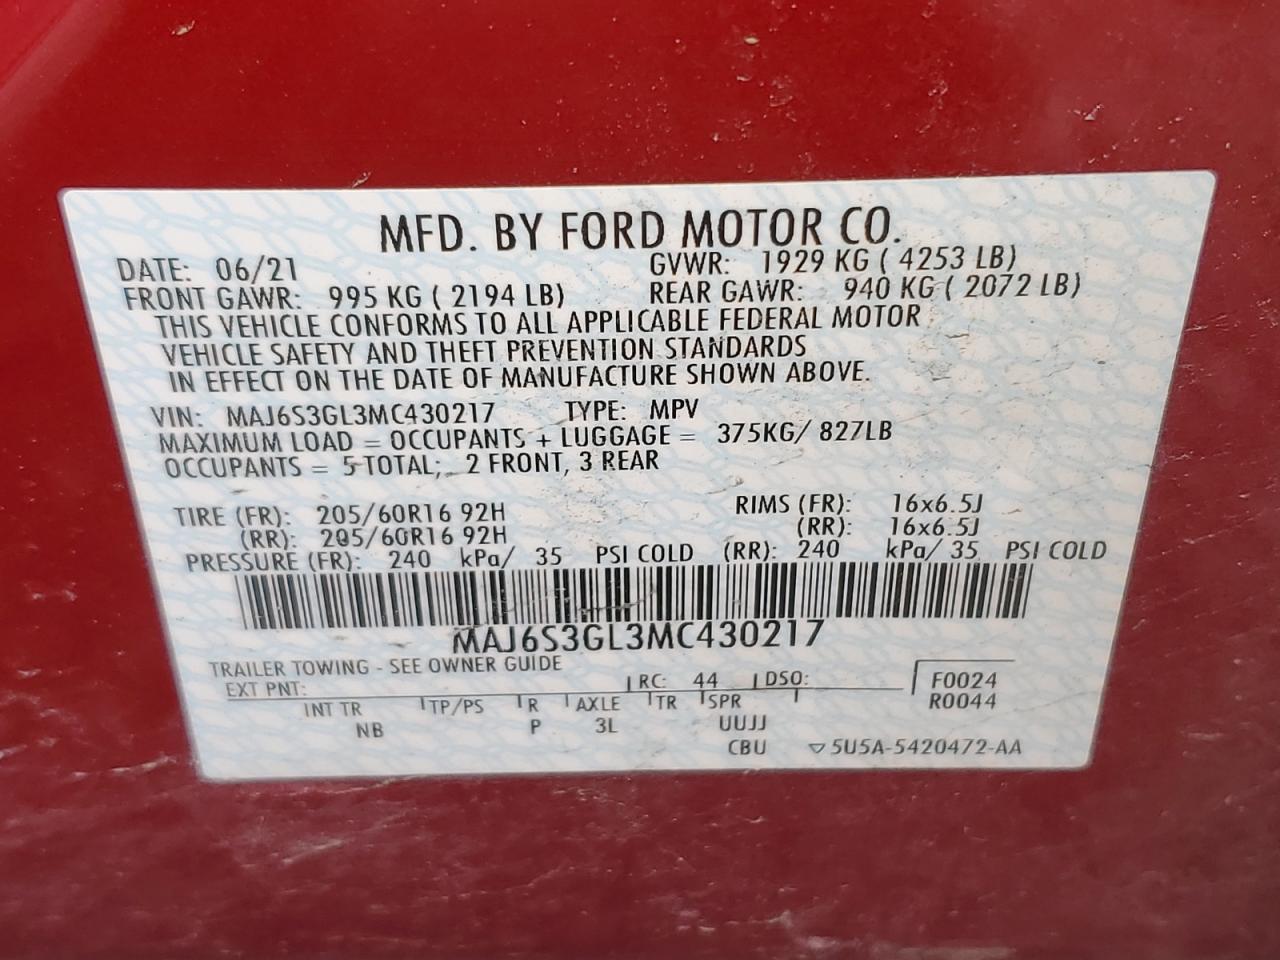 MFD. BY FORD MOTOR CO.
DATE: 06/21 GVWR: 1929 KG ( 4253 LB)
FRONT GAWR: 995 KG ( 2194 LB) REAR GAWR: 940 KG ( 2072 LB)
THIS VEHICLE CONFORMS TO ALL APPLICABLE FEDERAL MOTOR
VEHICLE SAFETY AND THEFT PREVENTION STANDARDS
IN EFFECT ON THE DATE OF MANUFACTURE SHOWN ABOVE.
VIN: MAJ6S3GL3MC430217 TYPE: MPV
MAXIMUM LOAD = OCCUPANTS + LUGGAGE = 375KG/ 827LB
OCCUPANTS = 5 TOTAL; 2 FRONT, 3 REAR
TIRE (FR): 205/60R16 92H RIMS (FR): 16x6.5J
(RR): 205/60R16 92H (RR): 16x6.5J
PRESSURE (FR): 240 kPa/ 35 PSI COLD (RR): 240 kPa/ 35 PSI COLD
MAJ6S3GL3MC430217
TRAILER TOWING - SEE OWNER GUIDE
EXT PNT: RC: 44 DSO: F0024
INT TR TP/PS R AXLE TR SPR R0044
NB P 3L UUJJ
CBU ▽5U5A-5420472-AA